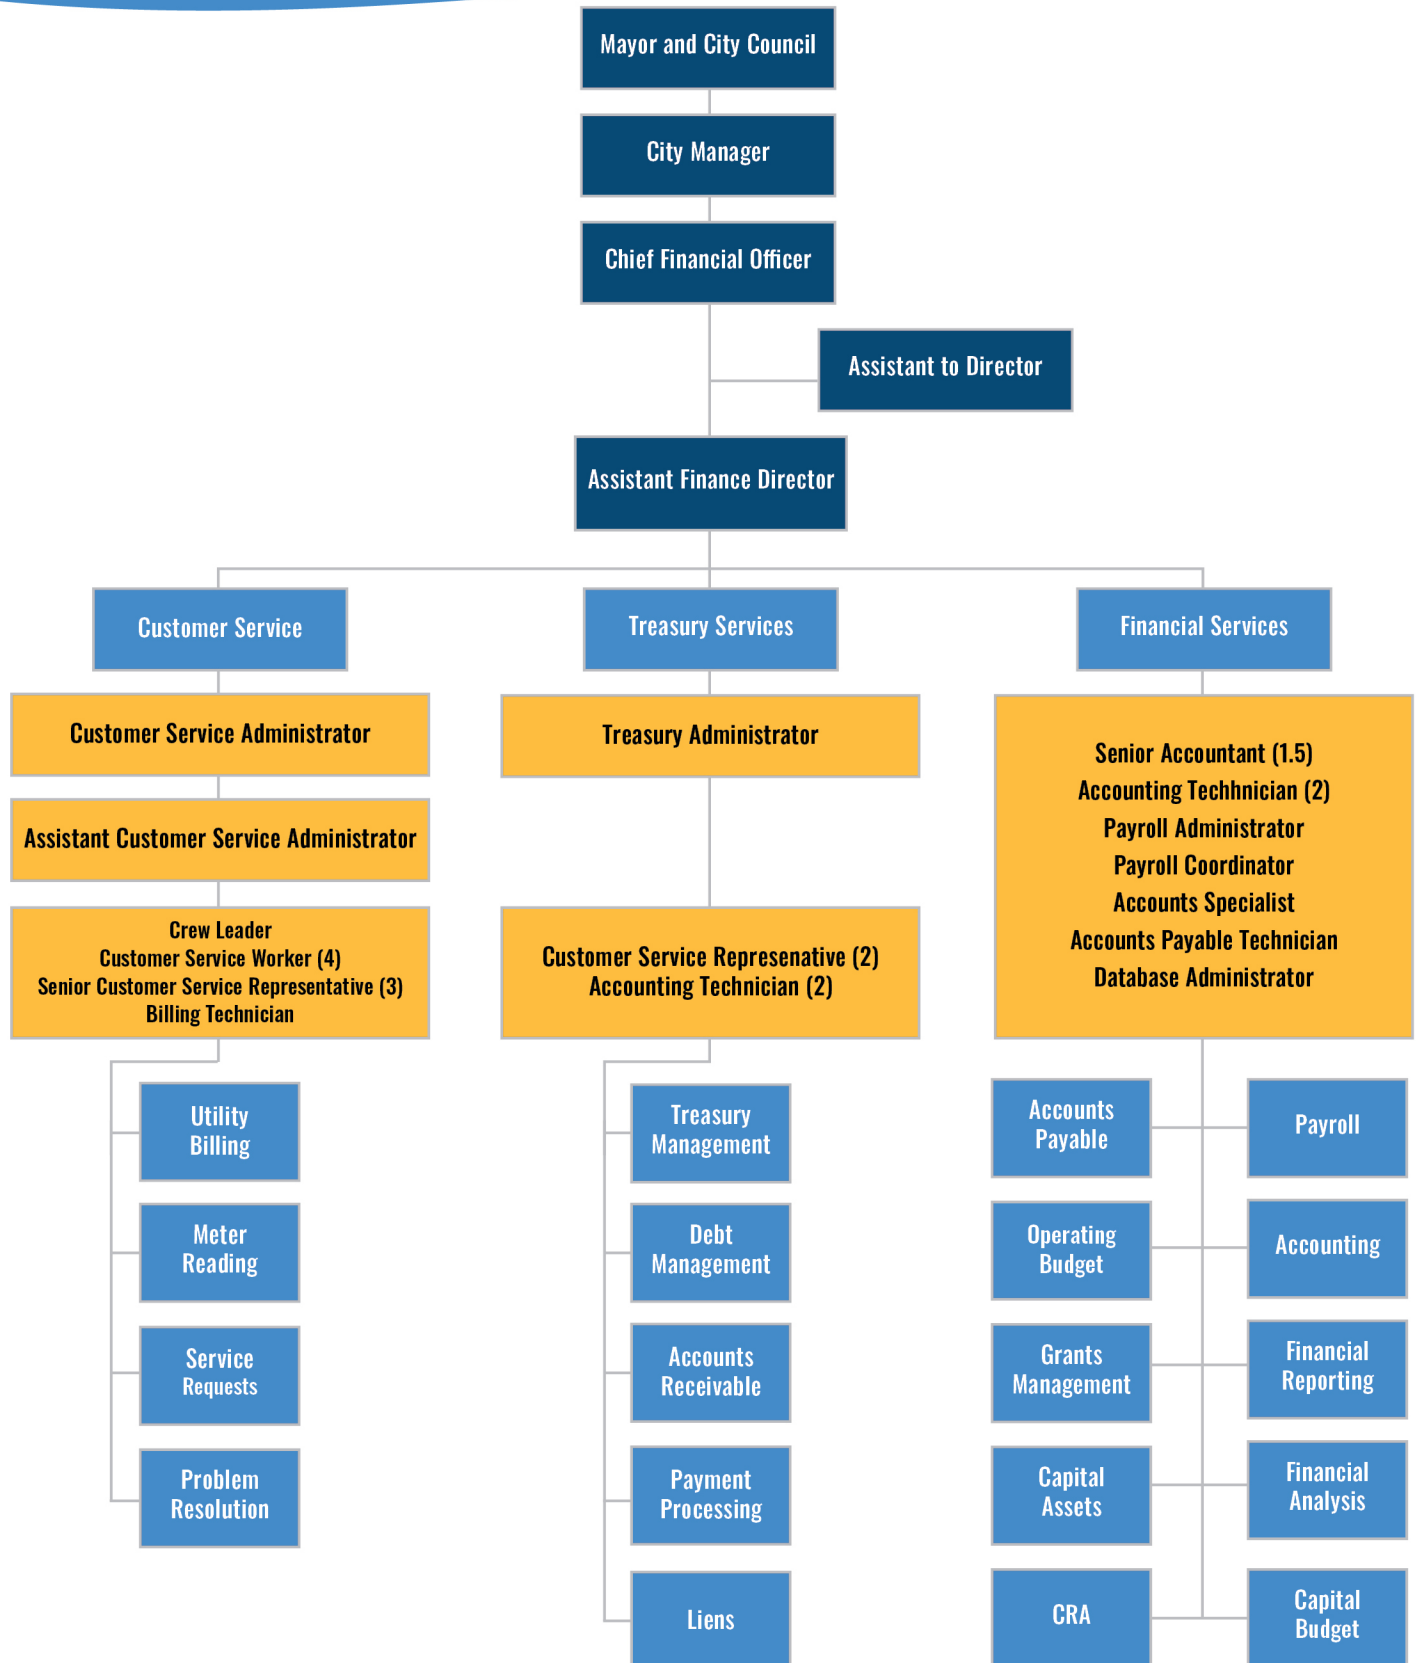 Mayor and City Council
City Manager
Chief Financial Officer
Assistant to Director
Assistant Finance Director
Customer Service
Treasury Services
Financial Services
Customer Service Administrator
Assistant Customer Service Administrator
Crew Leader
Customer Service Worker (4)
Senior Customer Service Representative (3)
Billing Technician
Treasury Administrator
Customer Service Represenative (2)
Accounting Technician (2)
Senior Accountant (1.5)
Accounting Techhnician (2)
Payroll Administrator
Payroll Coordinator
Accounts Specialist
Accounts Payable Technician
Database Administrator
Utility
Billing
Meter
Reading
Service
Requests
Problem
Resolution
Treasury
Management
Debt
Management
Accounts
Receivable
Payment
Processing
Liens
Accounts
Payable
Payroll
Operating
Budget
Accounting
Grants
Management
Financial
Reporting
Capital
Assets
Financial
Analysis
CRA
Capital
Budget